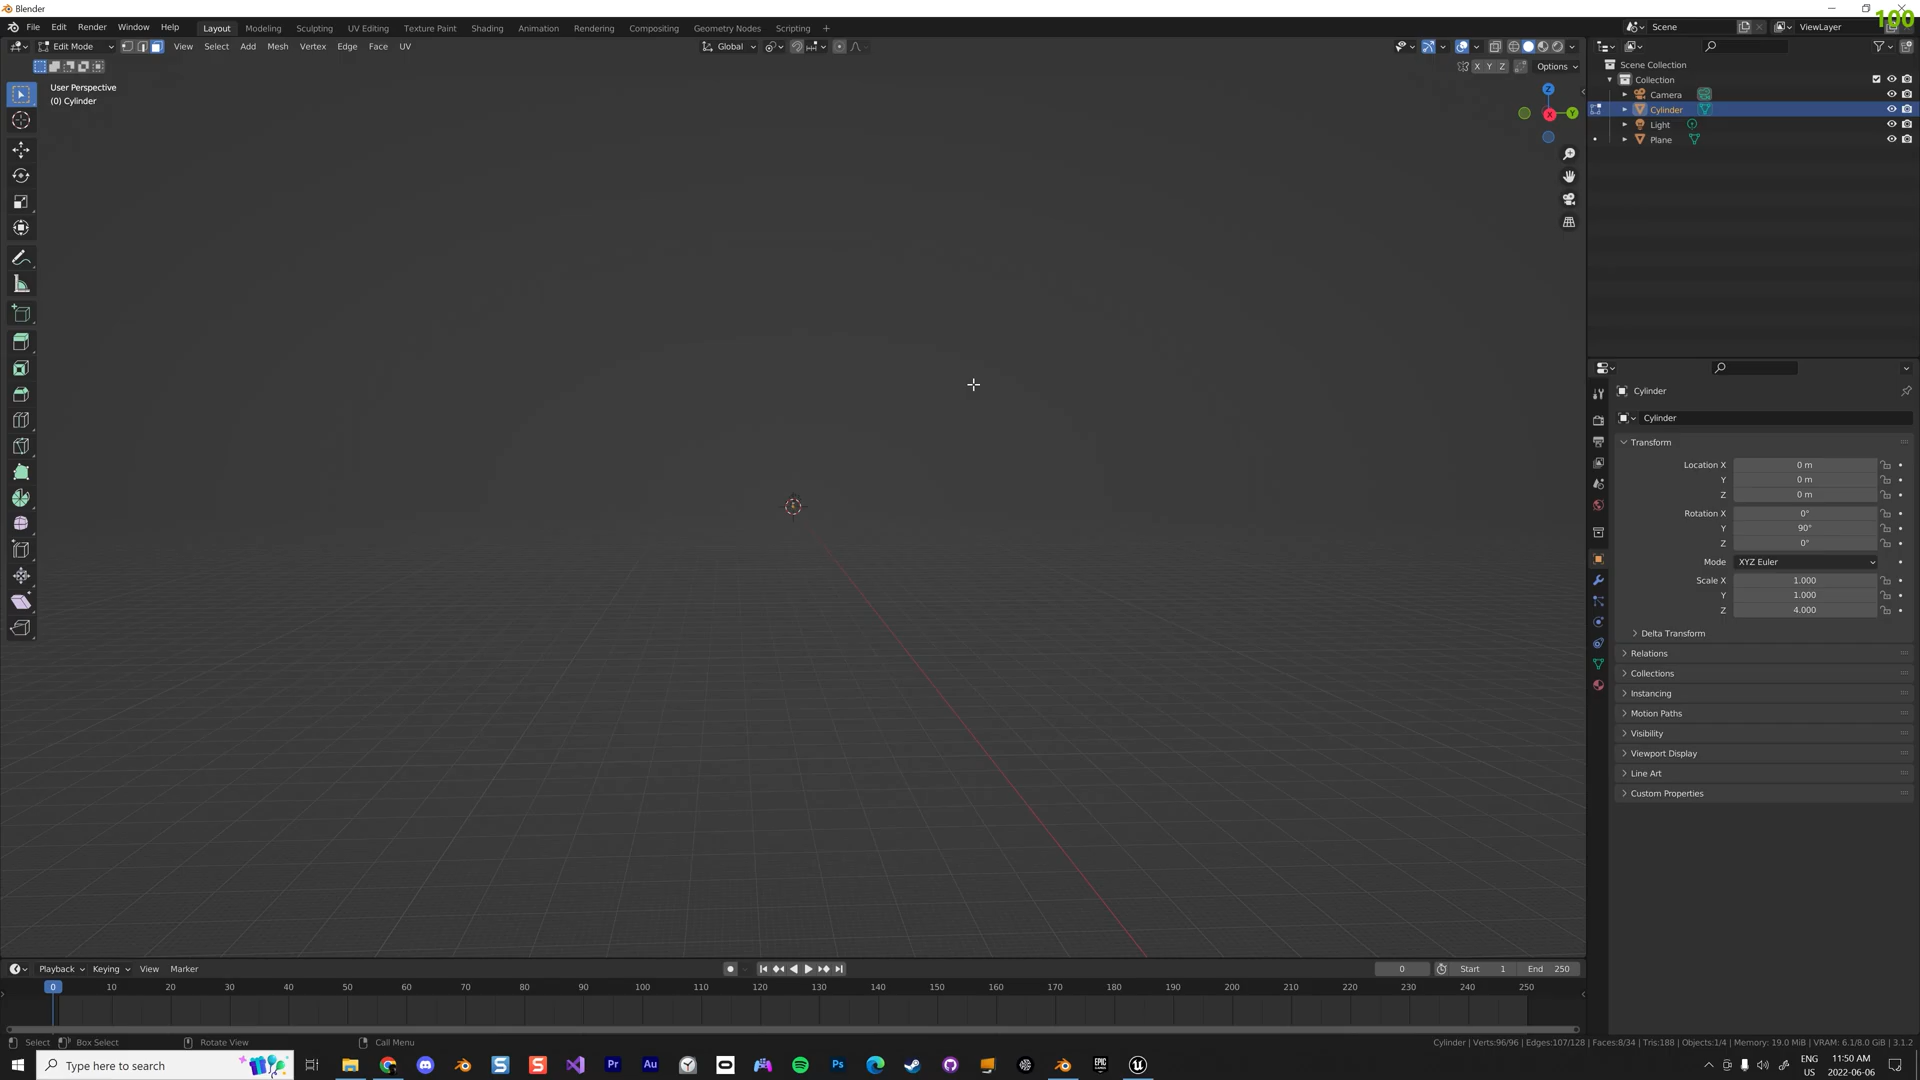 Blender
100
File Edit Render Window Help Layout Modeling Sculpting UV Editing Texture Paint Shading Animation Rendering Compositing Geometry Nodes Scripting + Scene ViewLayer
Edit Mode View Select Add Mesh Vertex Edge Face UV Global
X Y Z Options
User Perspective
(0) Cylinder
Z
X
Y
Scene Collection
Collection
Camera
Cylinder
Light
Plane
Cylinder
Cylinder
Transform
Location X 0 m
Y 0 m
Z 0 m
Rotation X 0°
Y 90°
Z 0°
Mode XYZ Euler
Scale X 1.000
Y 1.000
Z 4.000
Delta Transform
Relations
Collections
Instancing
Motion Paths
Visibility
Viewport Display
Line Art
Custom Properties
Playback Keying View Marker 0 Start 1 End 250
0 10 20 30 40 50 60 70 80 90 100 110 120 130 140 150 160 170 180 190 200 210 220 230 240 250
Select Box Select Rotate View Call Menu Cylinder | Verts:96/96 | Edges:107/128 | Faces:8/34 | Tris:188 | Objects:1/4 | Memory: 19.0 MiB | VRAM: 6.1/8.0 GiB | 3.1.2
Type here to search Pr Au Ps ENG 11:50 AM
US 2022-06-06